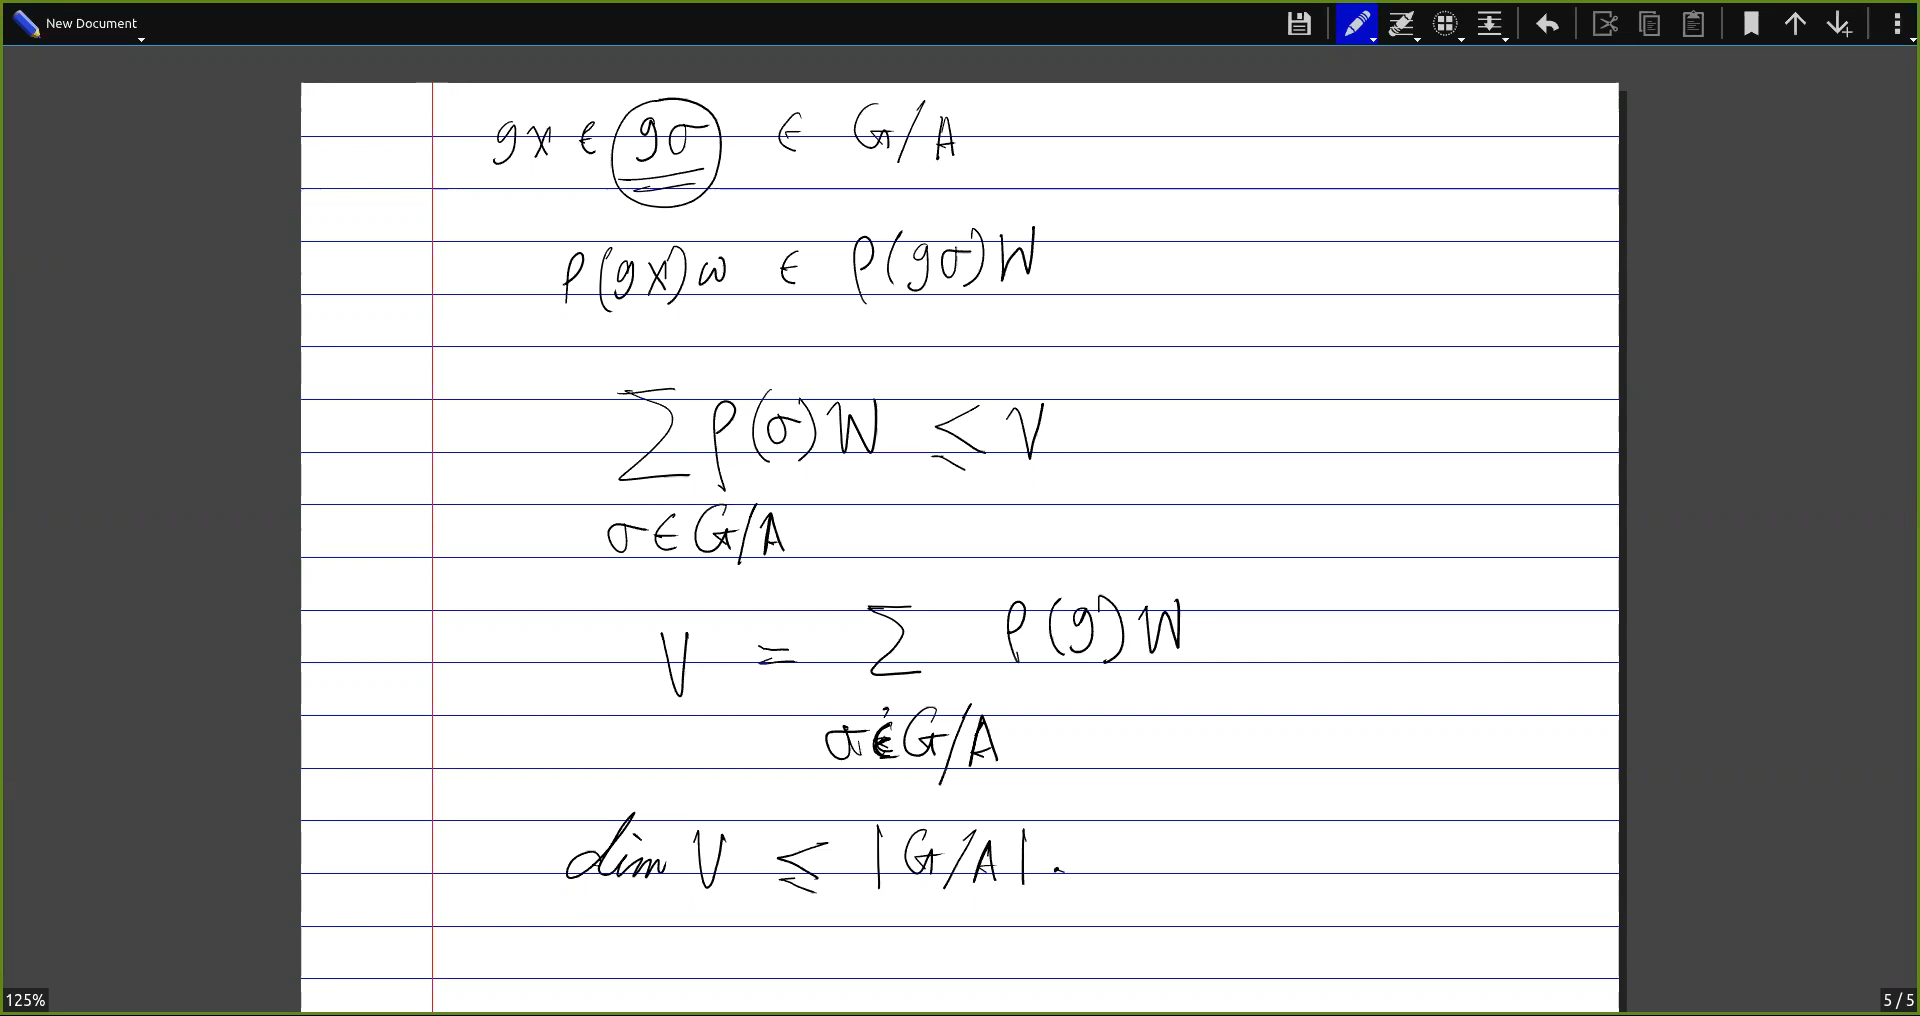 New Document
gx ∈ gσ ∈ G/A
ρ(gx)w ∈ ρ(gσ)W
∑ ρ(σ)W ≤ V
σ∈G/A
V = ∑ ρ(g)W
σ∈G/A
dim V ≤ |G/A|.
125%
5 / 5